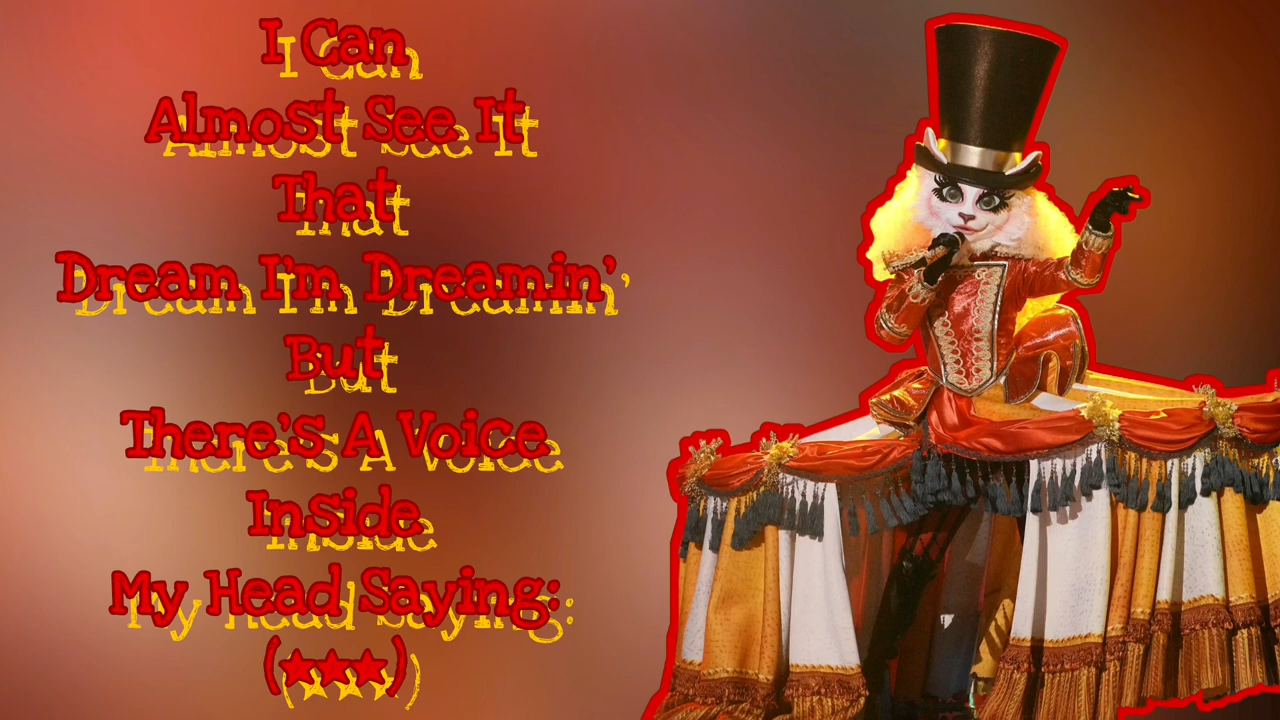 I Can
Almost See It
That
Dream I'm Dreamin'
But
There's A Voice
Inside
My Head Saying:
(★★★)